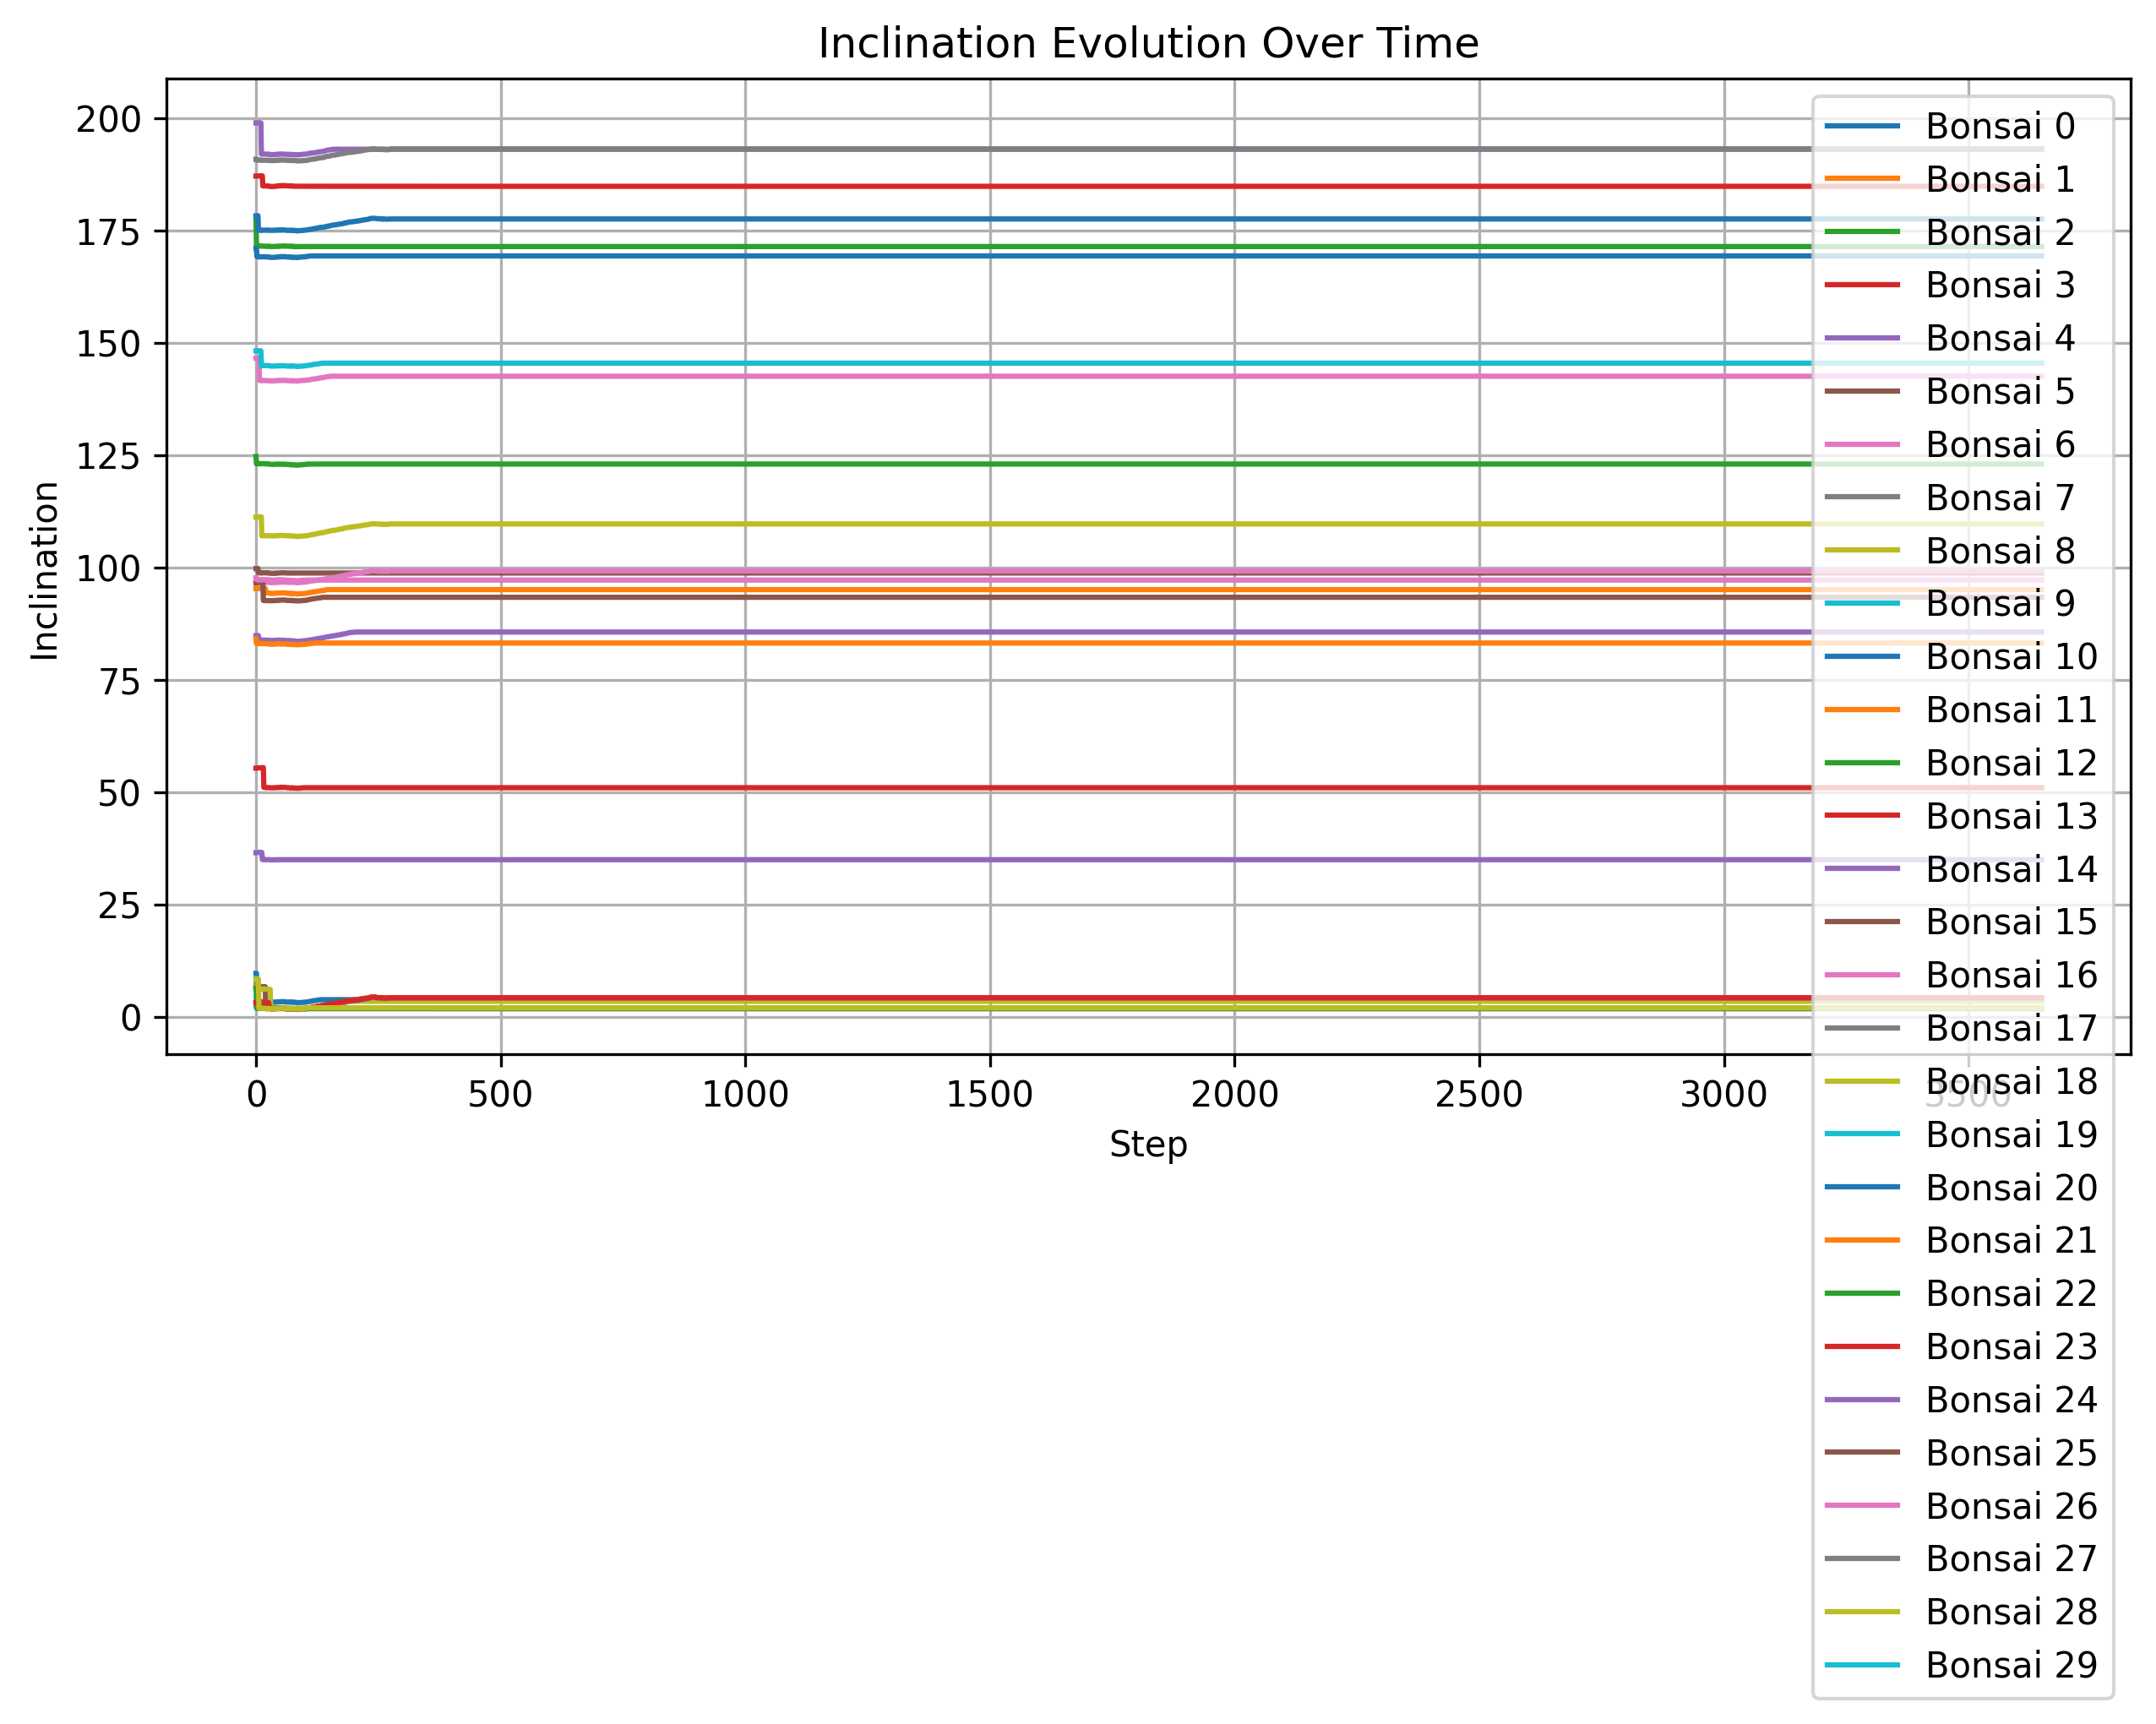 Inclination Evolution Over Time
Inclination
200
175
150
125
100
75
50
25
0
0 500 1000 1500 2000 2500 3000 3500
Step
Bonsai 0
Bonsai 1
Bonsai 2
Bonsai 3
Bonsai 4
Bonsai 5
Bonsai 6
Bonsai 7
Bonsai 8
Bonsai 9
Bonsai 10
Bonsai 11
Bonsai 12
Bonsai 13
Bonsai 14
Bonsai 15
Bonsai 16
Bonsai 17
Bonsai 18
Bonsai 19
Bonsai 20
Bonsai 21
Bonsai 22
Bonsai 23
Bonsai 24
Bonsai 25
Bonsai 26
Bonsai 27
Bonsai 28
Bonsai 29